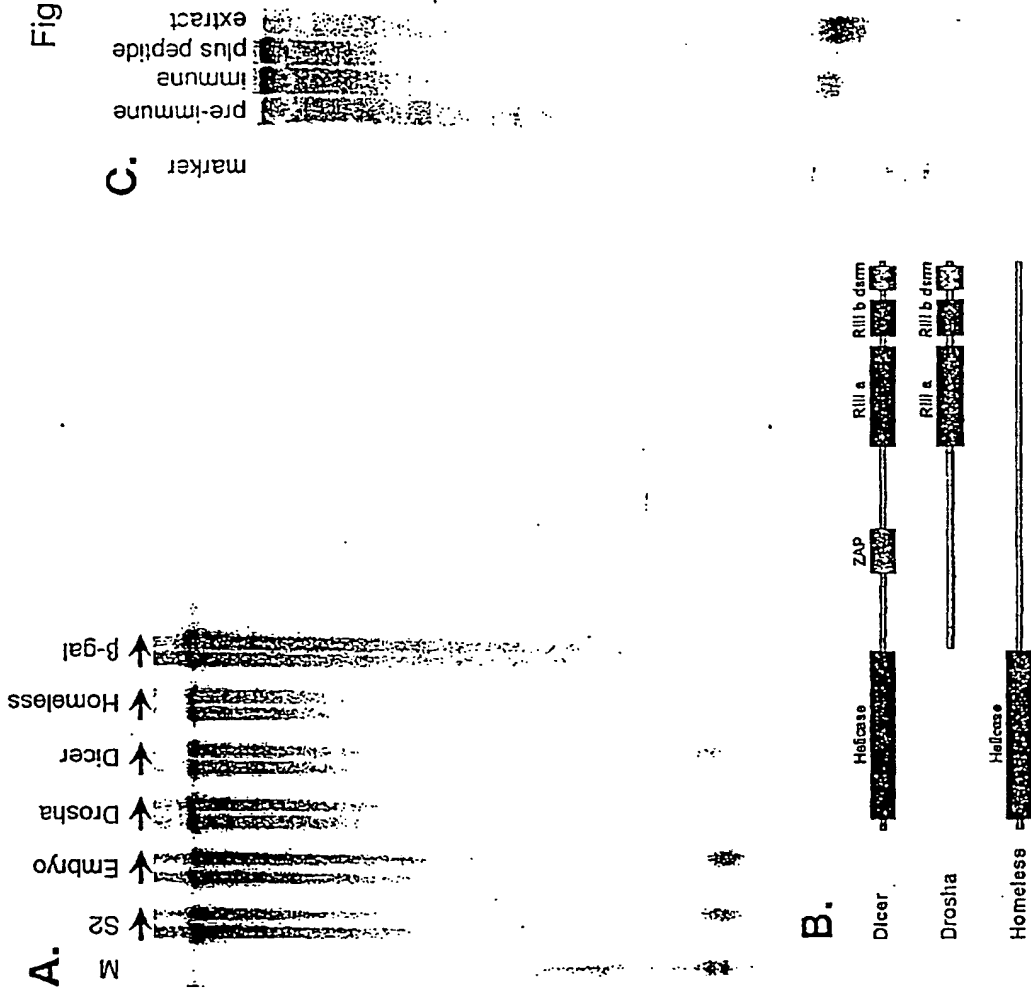 Fig
A.
M
S2
Embryo
Drosha
Dicer
Homeless
β-gal
B.
Helicase ZAP RIII a RIII b dsrm
Dicer
RIII a RIII b dsrm
Drosha
Helicase
Homeless
C.
marker
pre-immune
immune
plus peptide
extract